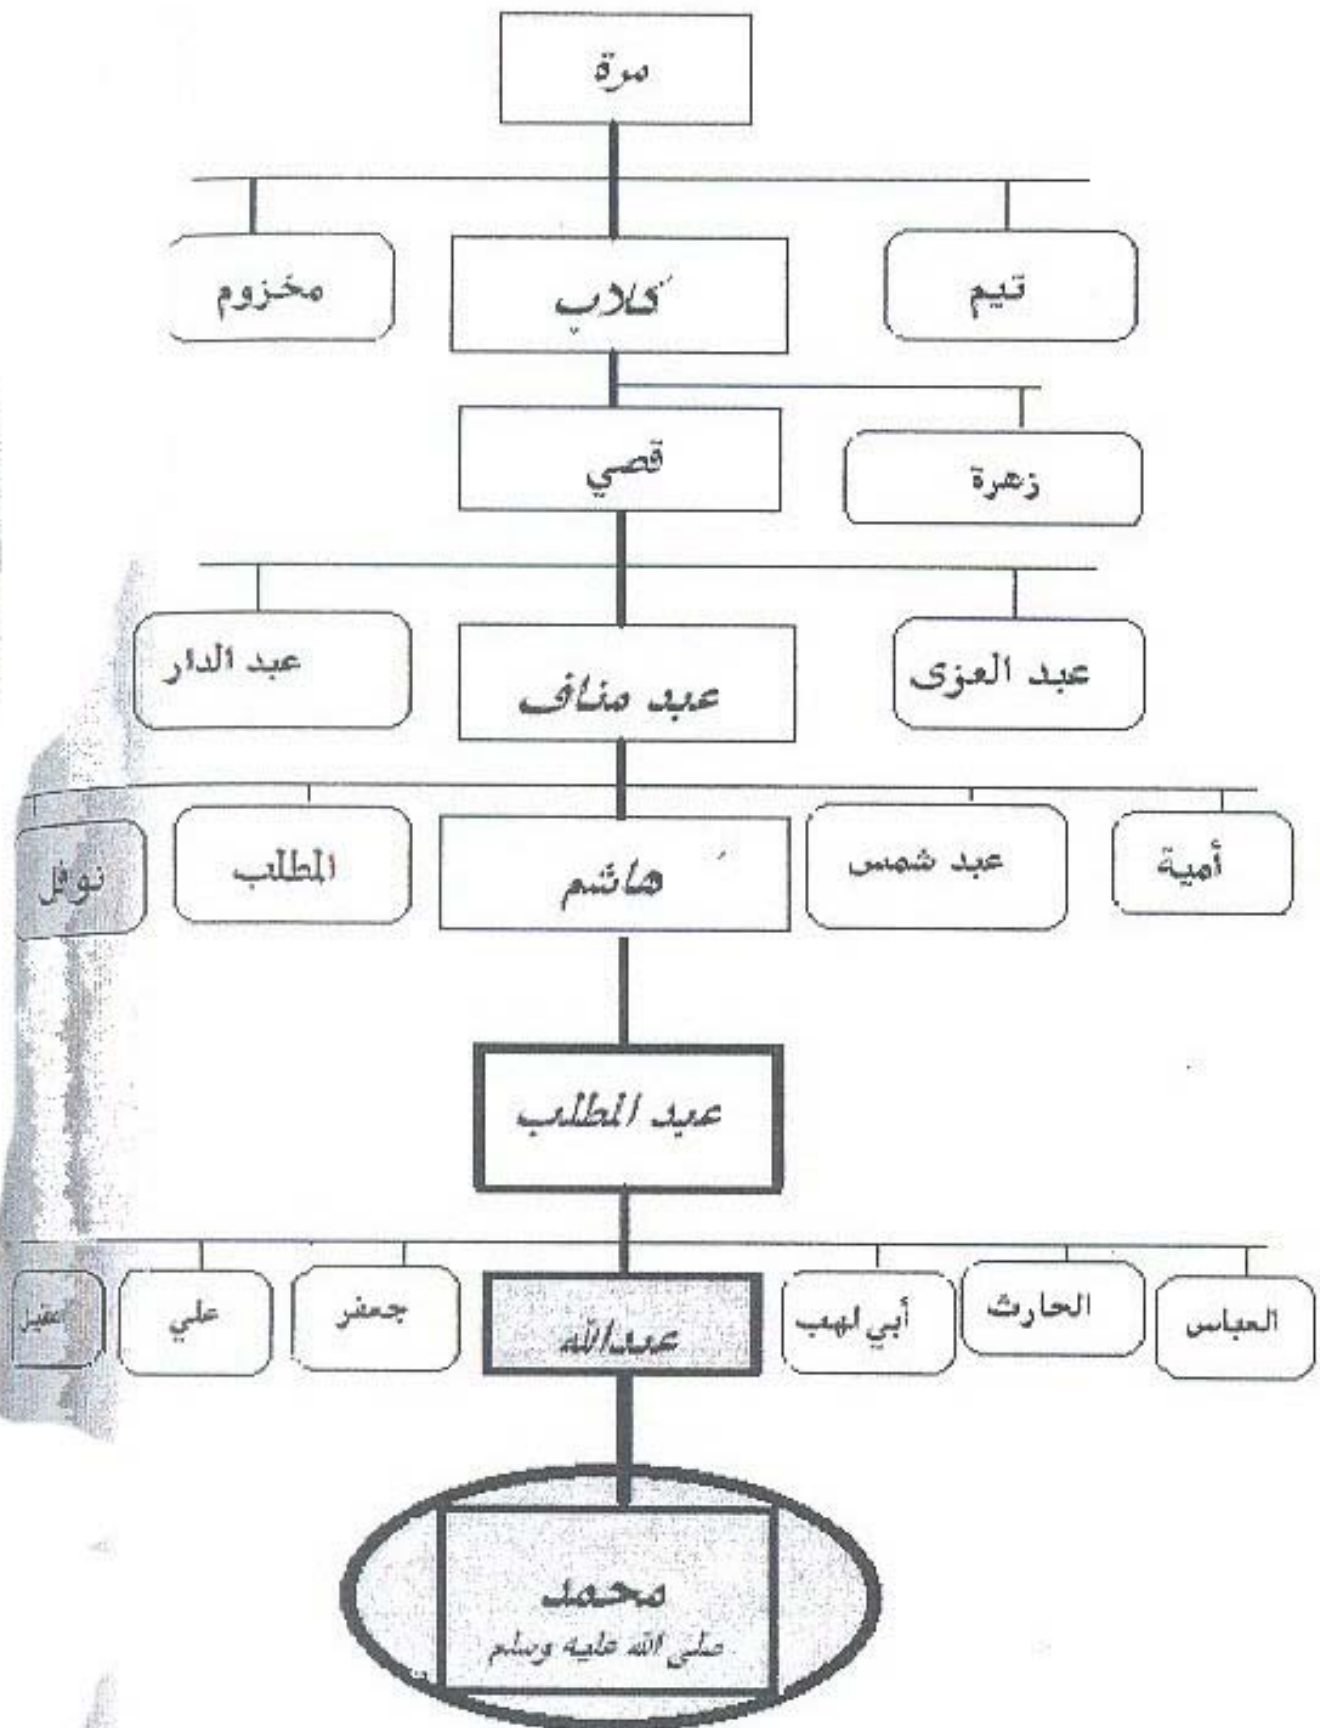 مرة
تيم
كلاب
مخزوم
قصي
زهرة
عبد العزى
عبد مناف
عبد الدار
أمية
عبد شمس
هاشم
المطلب
نوفل
عبد المطلب
العباس
الحارث
أبي لهب
عبدالله
جعفر
علي
عقيل
محمد
صلى الله عليه وسلم